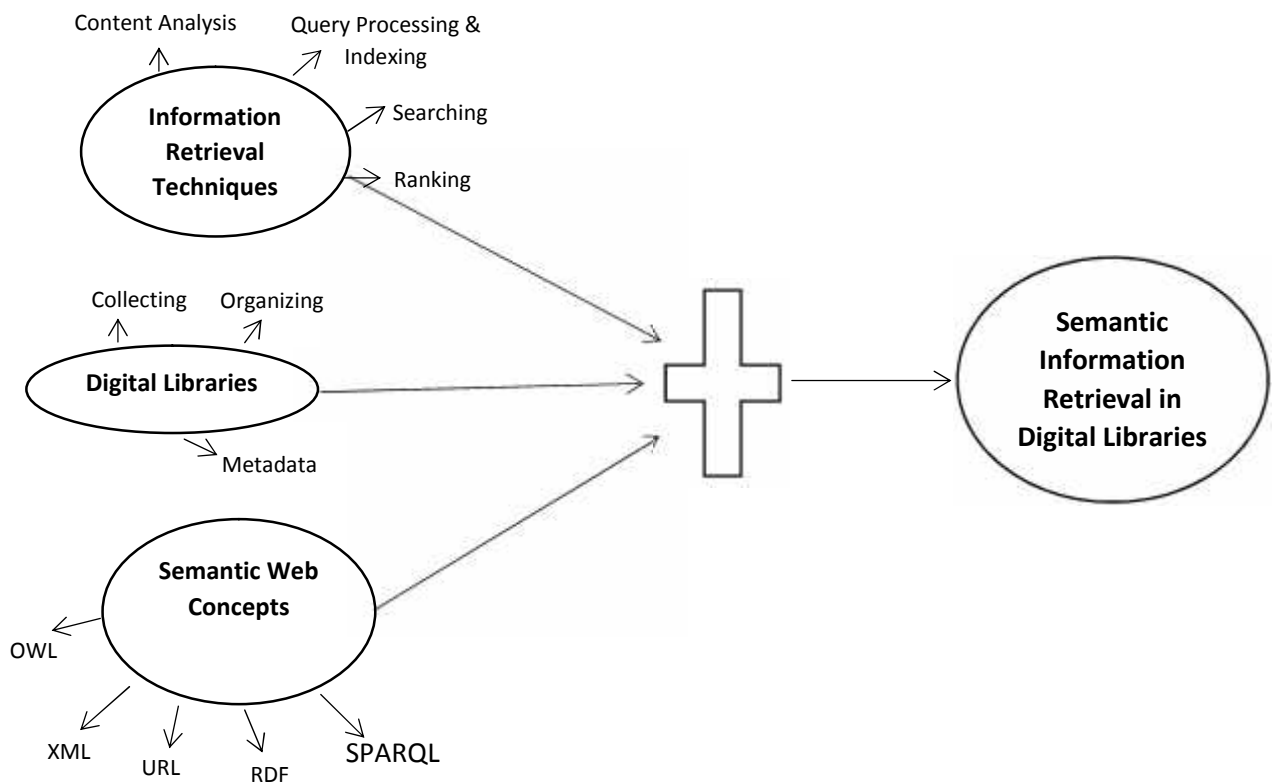 Content Analysis
Query Processing &
Indexing
Information
Retrieval
Techniques
Searching
Ranking
Collecting
Organizing
Digital Libraries
Metadata
Semantic Web
Concepts
OWL
XML
URL
RDF
SPARQL
Semantic
Information
Retrieval in
Digital Libraries